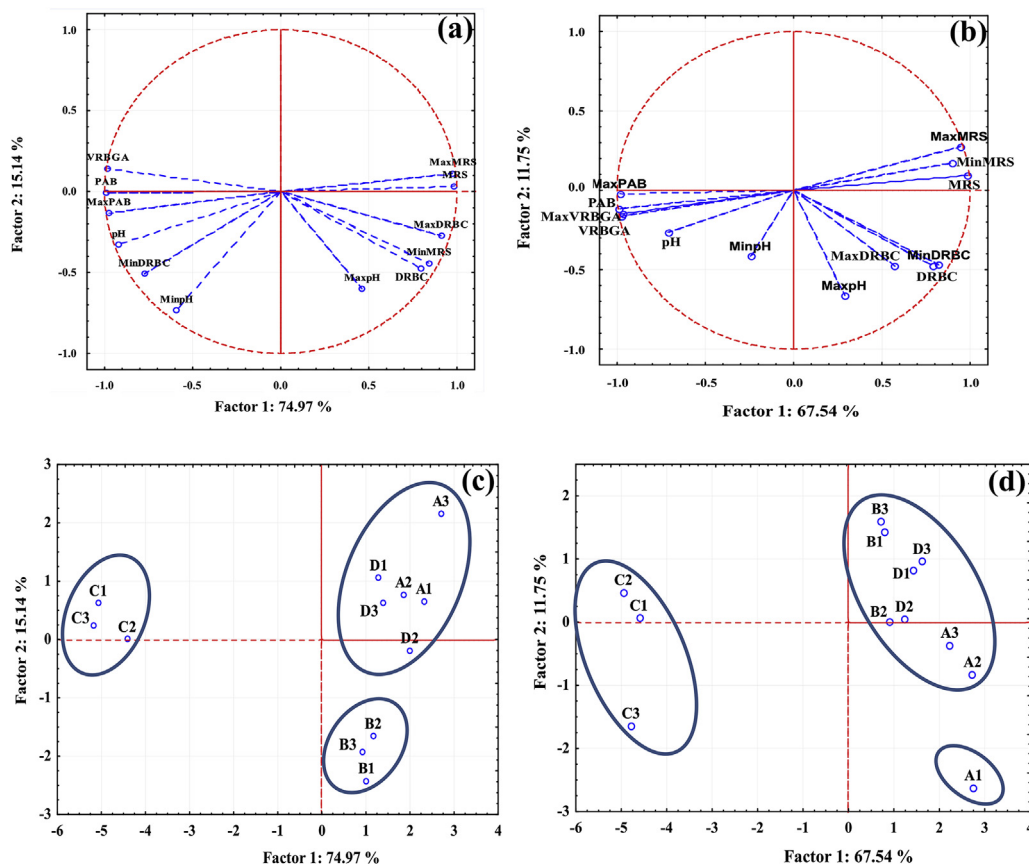 (a)
1.0
0.5
0.0
-0.5
-1.0
-1.0
-0.5
0.0
0.5
1.0
Factor 2: 15.14 %
Factor 1: 74.97 %
VRBGA
PAB
MaxPAB
pH
MinDRBC
MinpH
MaxMRS
MRS
MaxDRBC
MinMRS
DRBC
MaxpH
(b)
1.0
0.5
0.0
0.0
-0.5
-1.0
-1.0
-0.5
0.0
0.5
1.0
Factor 2: 11.75 %
Factor 1: 67.54 %
MaxMRS
MinMRS
MRS
MaxPAB
PAB
MaxVRBGA
VRBGA
pH
MinpH
MaxDRBC
MinDRBC
DRBC
MaxpH
(c)
3
2
1
0
-1
-2
-3
-6
-5
-4
-3
-2
-1
0
1
2
3
4
Factor 2: 15.14 %
Factor 1: 74.97 %
A3
D1
A2
A1
D3
D2
C1
C3
C2
B2
B3
B1
(d)
2
1
0
-1
-2
-3
-6
-5
-4
-3
-2
-1
0
1
2
3
4
Factor 2: 11.75 %
Factor 1: 67.54 %
B3
B1
D3
D1
C2
C1
B2
D2
A3
A2
C3
A1